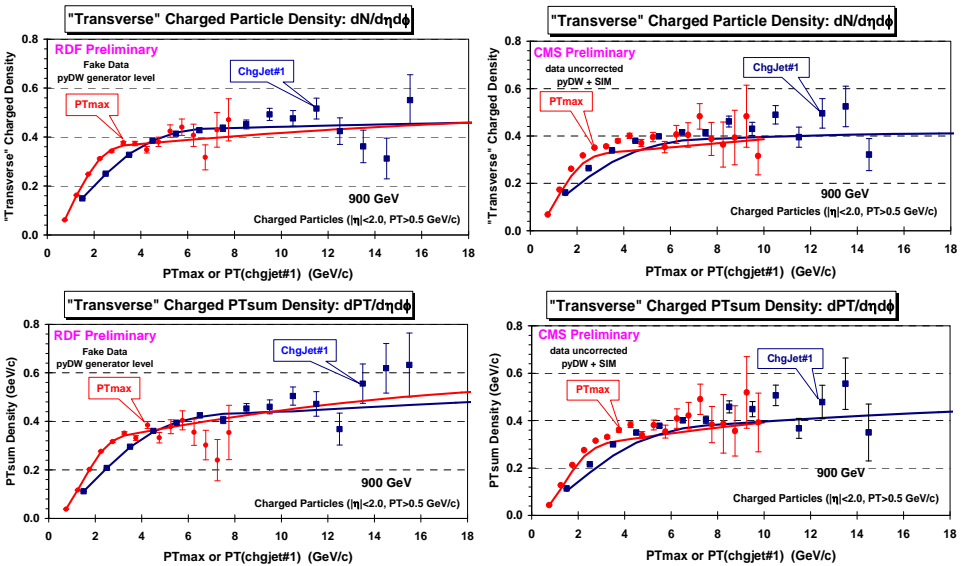 "Transverse" Charged Particle Density: dN/dηdϕ
0.8
0.6
0.4
0.2
0.0
"Transverse" Charged Density
RDF Preliminary
Fake Data
pyDW generator level
ChgJet#1
PTmax
900 GeV
Charged Particles (|η|<2.0, PT>0.5 GeV/c)
0 2 4 6 8 10 12 14 16 18
PTmax or PT(chgjet#1) (GeV/c)
"Transverse" Charged Particle Density: dN/dηdϕ
0.8
0.6
0.4
0.2
0.0
"Transverse" Charged Density
CMS Preliminary
data uncorrected
pyDW + SIM
ChgJet#1
PTmax
900 GeV
Charged Particles (|η|<2.0, PT>0.5 GeV/c)
0 2 4 6 8 10 12 14 16 18
PTmax or PT(chgjet#1) (GeV/c)
"Transverse" Charged PTsum Density: dPT/dηdϕ
0.8
0.6
0.4
0.2
0.0
PTsum Density (GeV/c)
RDF Preliminary
Fake Data
pyDW generator level
ChgJet#1
PTmax
900 GeV
Charged Particles (|η|<2.0, PT>0.5 GeV/c)
0 2 4 6 8 10 12 14 16 18
PTmax or PT(chgjet#1) (GeV/c)
"Transverse" Charged PTsum Density: dPT/dηdϕ
0.8
0.6
0.4
0.2
0.0
PTsum Density (GeV/c)
CMS Preliminary
data uncorrected
pyDW + SIM
ChgJet#1
PTmax
900 GeV
Charged Particles (|η|<2.0, PT>0.5 GeV/c)
0 2 4 6 8 10 12 14 16 18
PTmax or PT(chgjet#1) (GeV/c)